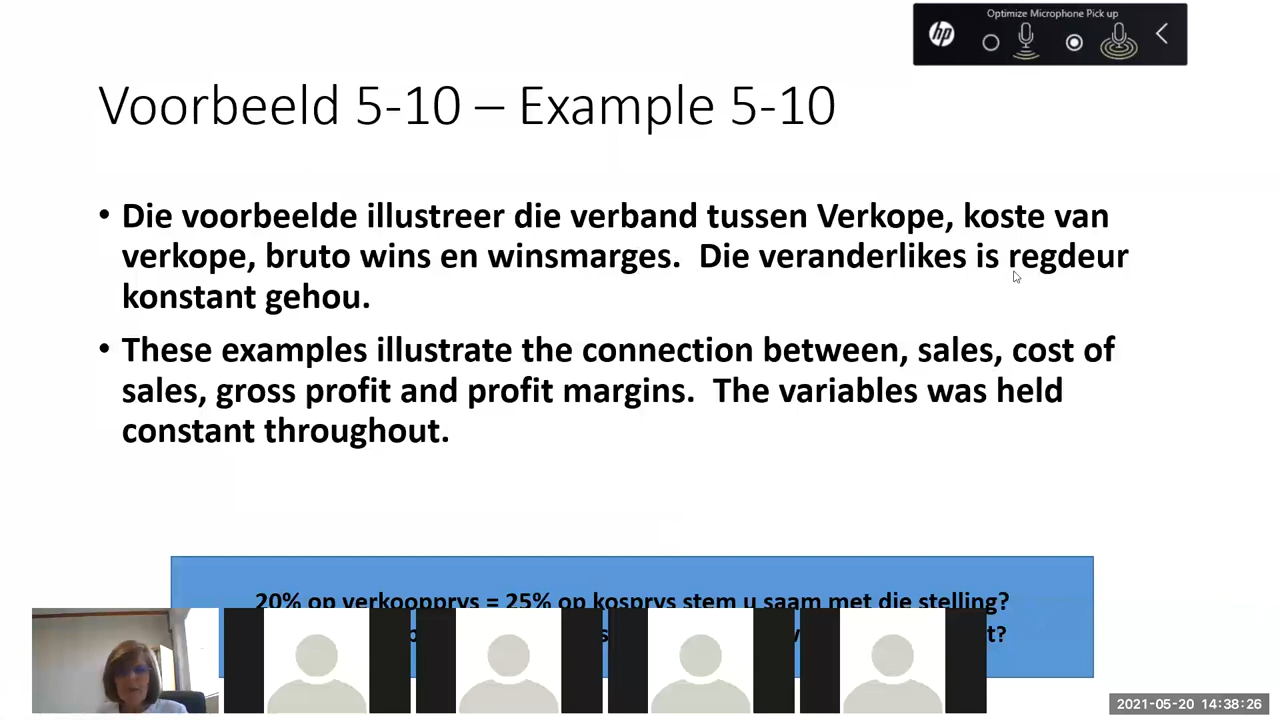 Optimize Microphone Pick up
hp
Voorbeeld 5-10 – Example 5-10
• Die voorbeelde illustreer die verband tussen Verkope, koste van
verkope, bruto wins en winsmarges. Die veranderlikes is regdeur
konstant gehou.
• These examples illustrate the connection between, sales, cost of
sales, gross profit and profit margins. The variables was held
constant throughout.
20% op verkoopprys = 25% op kosprys stem u saam met die stelling?
2021-05-20 14:38:26